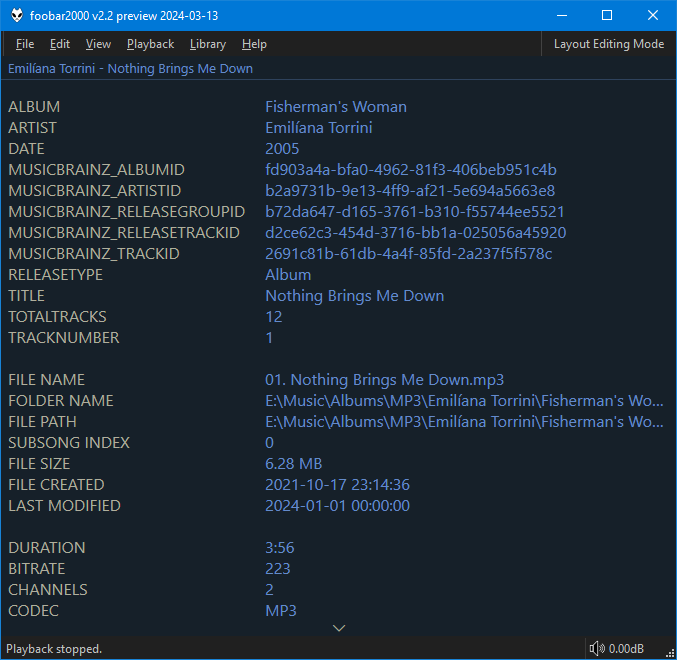 foobar2000 v2.2 preview 2024-03-13
File Edit View Playback Library Help Layout Editing Mode
Emilíana Torrini - Nothing Brings Me Down
ALBUM Fisherman's Woman
ARTIST Emilíana Torrini
DATE 2005
MUSICBRAINZ_ALBUMID fd903a4a-bfa0-4962-81f3-406beb951c4b
MUSICBRAINZ_ARTISTID b2a9731b-9e13-4ff9-af21-5e694a5663e8
MUSICBRAINZ_RELEASEGROUPID b72da647-d165-3761-b310-f55744ee5521
MUSICBRAINZ_RELEASETRACKID d2ce62c3-454d-3716-bb1a-025056a45920
MUSICBRAINZ_TRACKID 2691c81b-61db-4a4f-85fd-2a237f5f578c
RELEASETYPE Album
TITLE Nothing Brings Me Down
TOTALTRACKS 12
TRACKNUMBER 1
FILE NAME 01. Nothing Brings Me Down.mp3
FOLDER NAME E:\Music\Albums\MP3\Emilíana Torrini\Fisherman's Wo...
FILE PATH E:\Music\Albums\MP3\Emilíana Torrini\Fisherman's Wo...
SUBSONG INDEX 0
FILE SIZE 6.28 MB
FILE CREATED 2021-10-17 23:14:36
LAST MODIFIED 2024-01-01 00:00:00
DURATION 3:56
BITRATE 223
CHANNELS 2
CODEC MP3
Playback stopped. 0.00dB